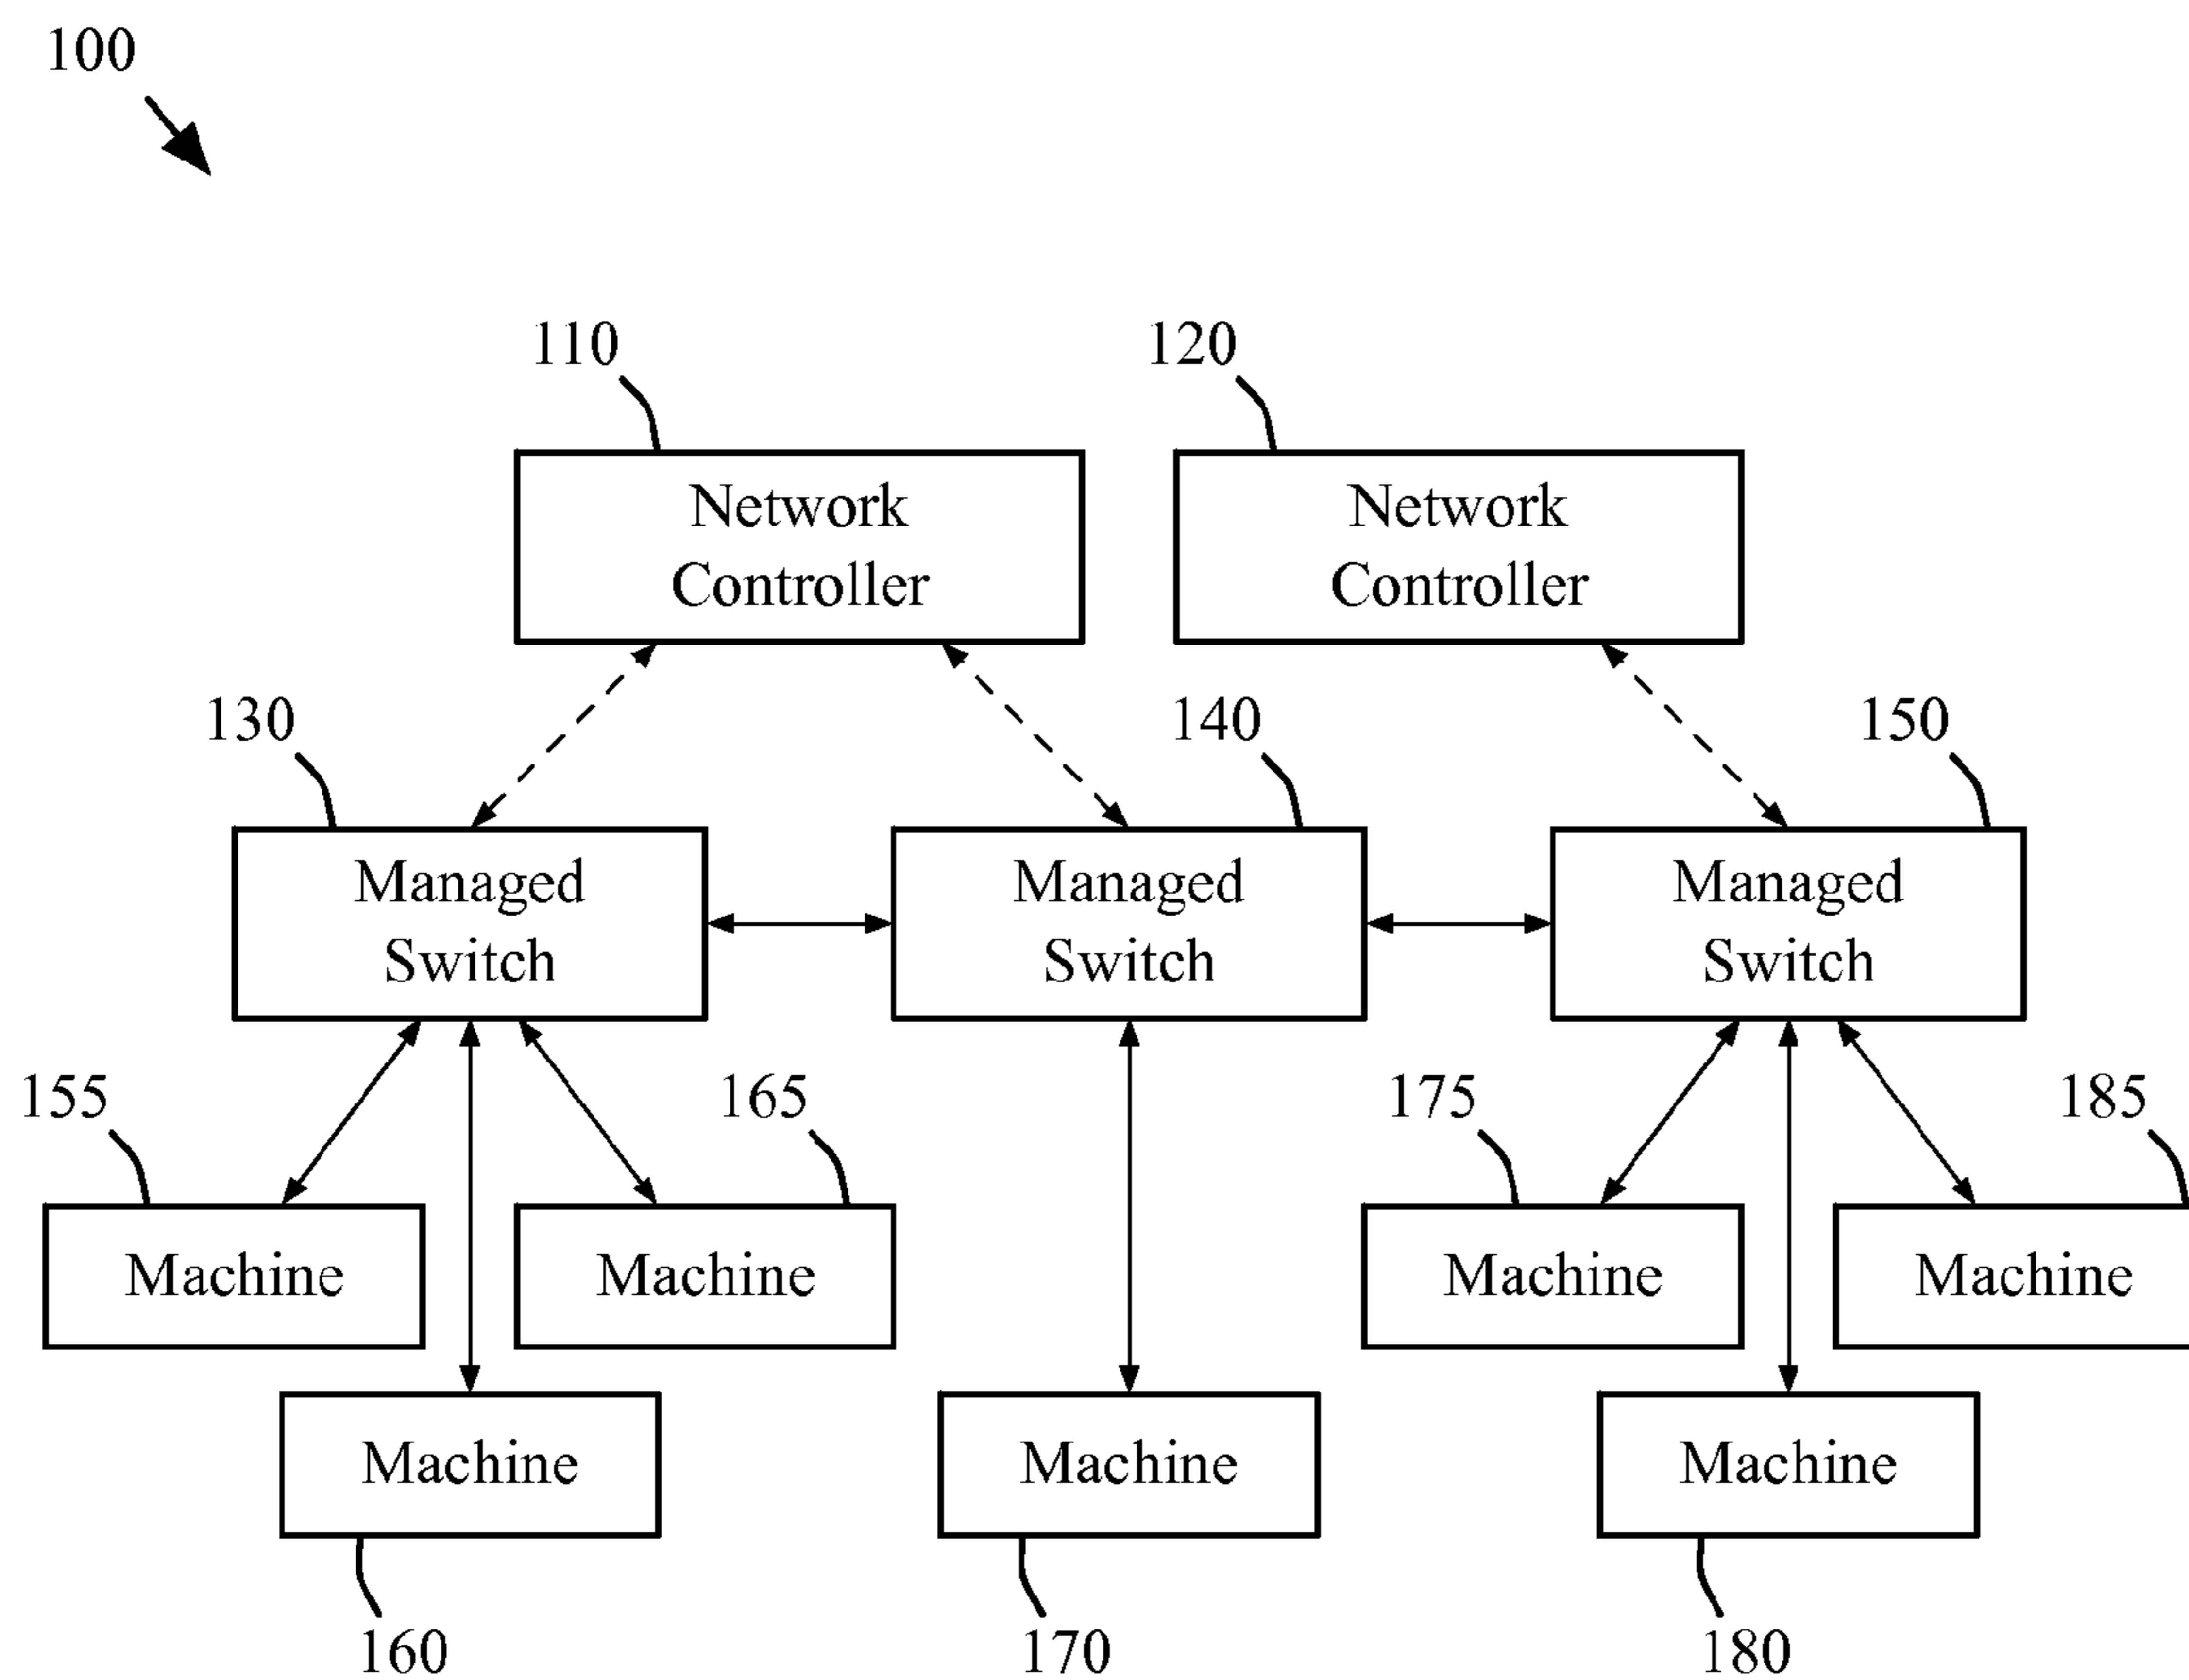 100
110
120
Network
Controller
Network
Controller
130
140
150
Managed
Switch
Managed
Switch
Managed
Switch
155
165
175
185
Machine
Machine
Machine
Machine
Machine
Machine
Machine
160
170
180